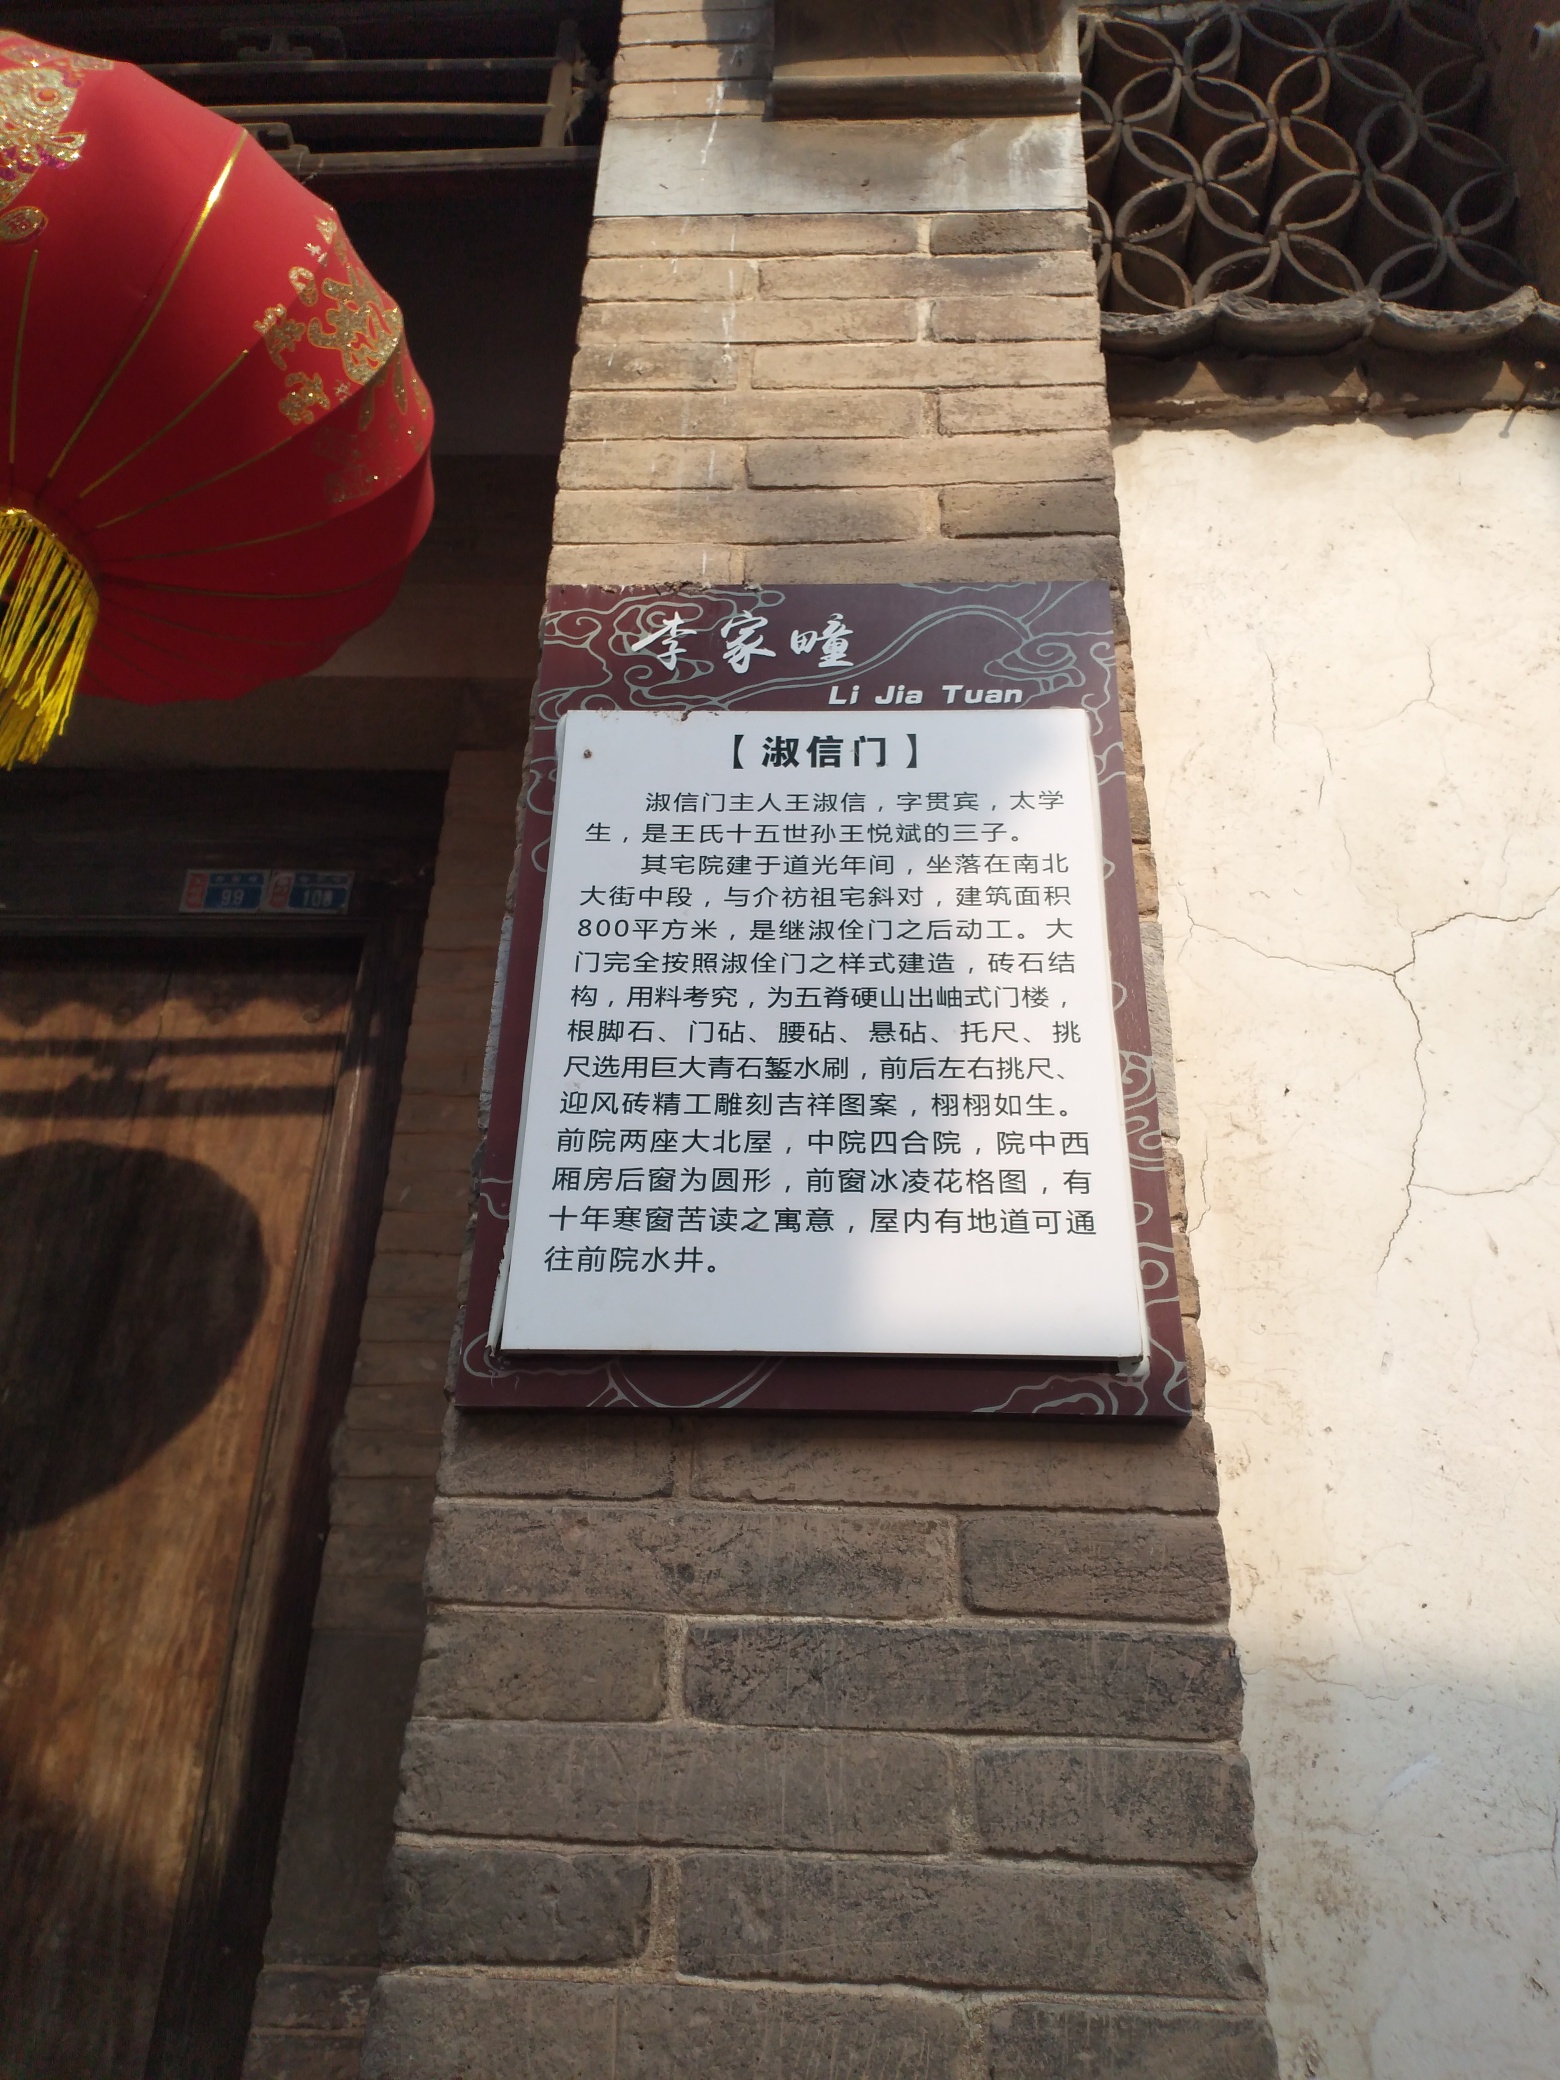 李家疃
Li Jia Tuan
【淑信门】
淑信门主人王淑信，字贯宾，太学
生，是王氏十五世孙王悦斌的三子。
其宅院建于道光年间，坐落在南北
大街中段，与介祊祖宅斜对，建筑面积
800平方米，是继淑佺门之后动工。大
门完全按照淑佺门之样式建造，砖石结
构，用料考究，为五脊硬山出岫式门楼，
根脚石、门砧、腰砧、悬砧、托尺、挑
尺选用巨大青石錾水刷，前后左右挑尺、
迎风砖精工雕刻吉祥图案，栩栩如生。
前院两座大北屋，中院四合院，院中西
厢房后窗为圆形，前窗冰凌花格图，有
十年寒窗苦读之寓意，屋内有地道可通
往前院水井。
99
100